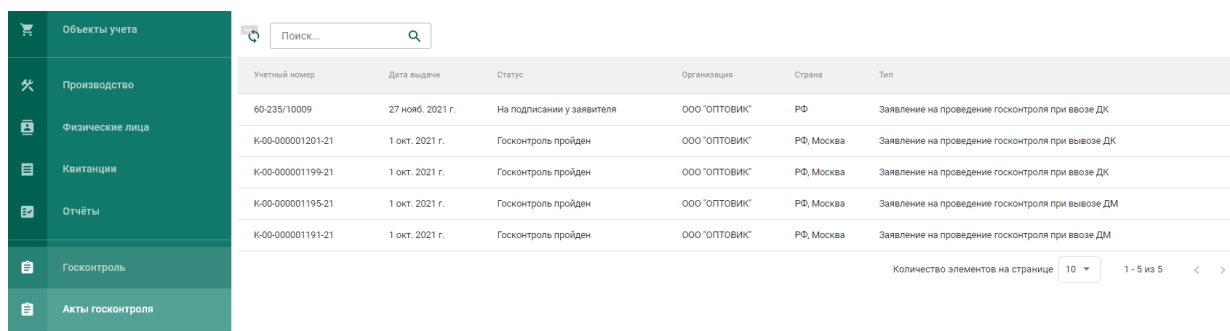 Объекты учета
Производство
Физические лица
Квитанции
Отчёты
Госконтроль
Акты госконтроля
Поиск...
Учетный номер Дата выдачи Статус Организация Страна Тип
60-235/10009 27 нояб. 2021 г. На подписании у заявителя ООО "ОПТОВИК" РФ Заявление на проведение госконтроля при ввозе ДК
К-00-000001201-21 1 окт. 2021 г. Госконтроль пройден ООО "ОПТОВИК" РФ, Москва Заявление на проведение госконтроля при вывозе ДК
К-00-000001199-21 1 окт. 2021 г. Госконтроль пройден ООО "ОПТОВИК" РФ, Москва Заявление на проведение госконтроля при ввозе ДК
К-00-000001195-21 1 окт. 2021 г. Госконтроль пройден ООО "ОПТОВИК" РФ, Москва Заявление на проведение госконтроля при вывозе ДМ
К-00-000001191-21 1 окт. 2021 г. Госконтроль пройден ООО "ОПТОВИК" РФ, Москва Заявление на проведение госконтроля при ввозе ДМ
Количество элементов на странице 10 1 - 5 из 5